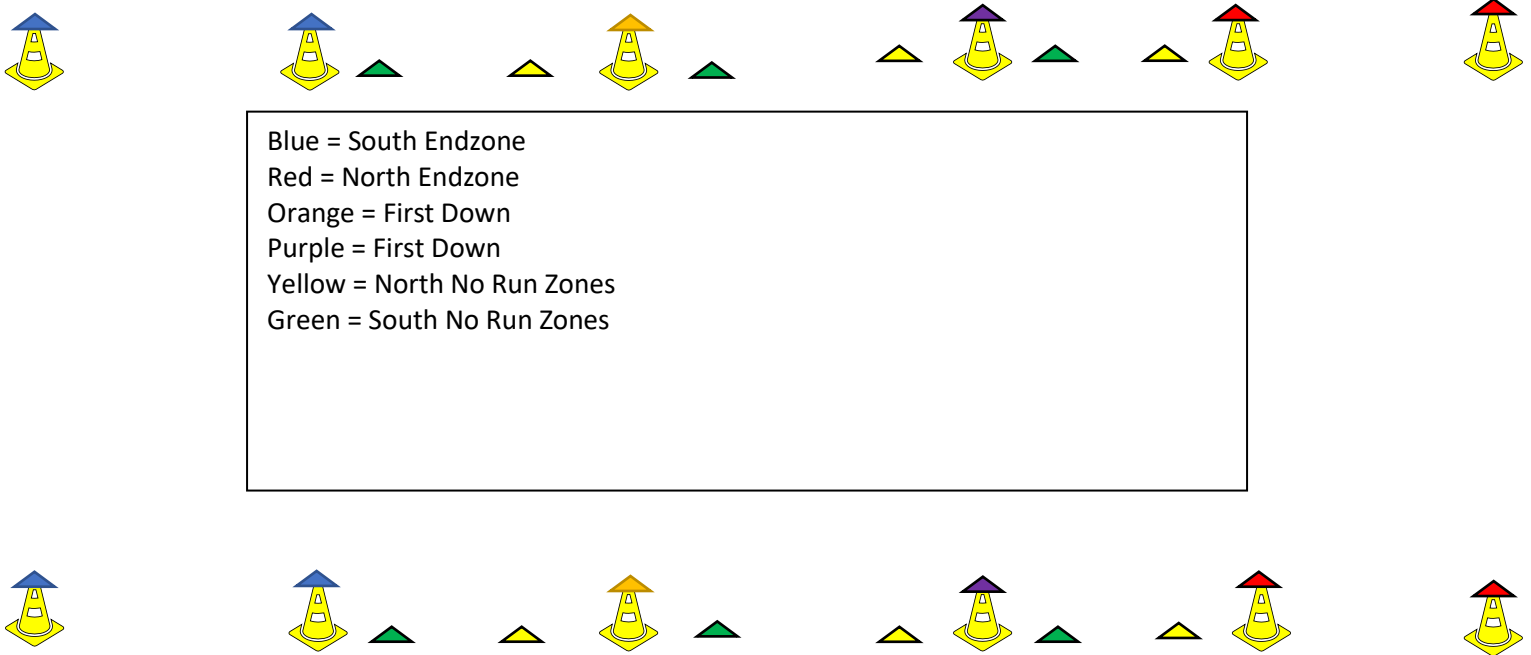 Blue = South Endzone
Red = North Endzone
Orange = First Down
Purple = First Down
Yellow = North No Run Zones
Green = South No Run Zones